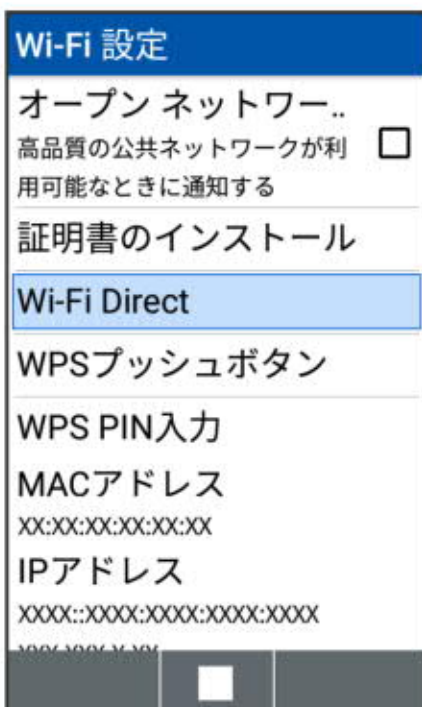 Wi-Fi 設定
オープン ネットワー..
高品質の公共ネットワークが利
用可能なときに通知する
証明書のインストール
Wi-Fi Direct
WPSプッシュボタン
WPS PIN入力
MACアドレス
XX:XX:XX:XX:XX:XX
IPアドレス
XXXX::XXXX:XXXX:XXXX:XXXX